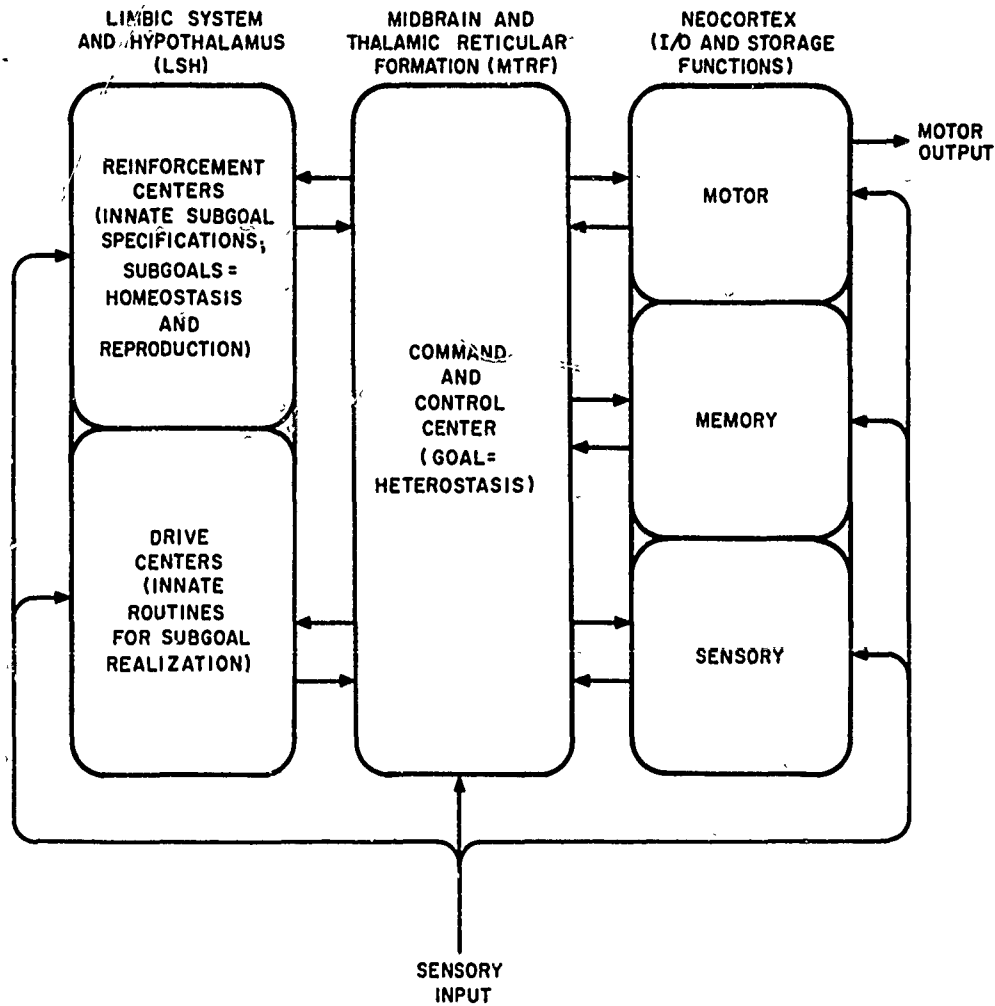 LIMBIC SYSTEM
AND HYPOTHALAMUS
(LSH)
MIDBRAIN AND
THALAMIC RETICULAR
FORMATION (MTRF)
NEOCORTEX
(I/O AND STORAGE
FUNCTIONS)
REINFORCEMENT
CENTERS
(INNATE SUBGOAL
SPECIFICATIONS;
SUBGOALS =
HOMEOSTASIS
AND
REPRODUCTION)
DRIVE
CENTERS
(INNATE
ROUTINES
FOR SUBGOAL
REALIZATION)
COMMAND
AND
CONTROL
CENTER
(GOAL=
HETEROSTASIS)
MOTOR
MEMORY
SENSORY
MOTOR
OUTPUT
SENSORY
INPUT